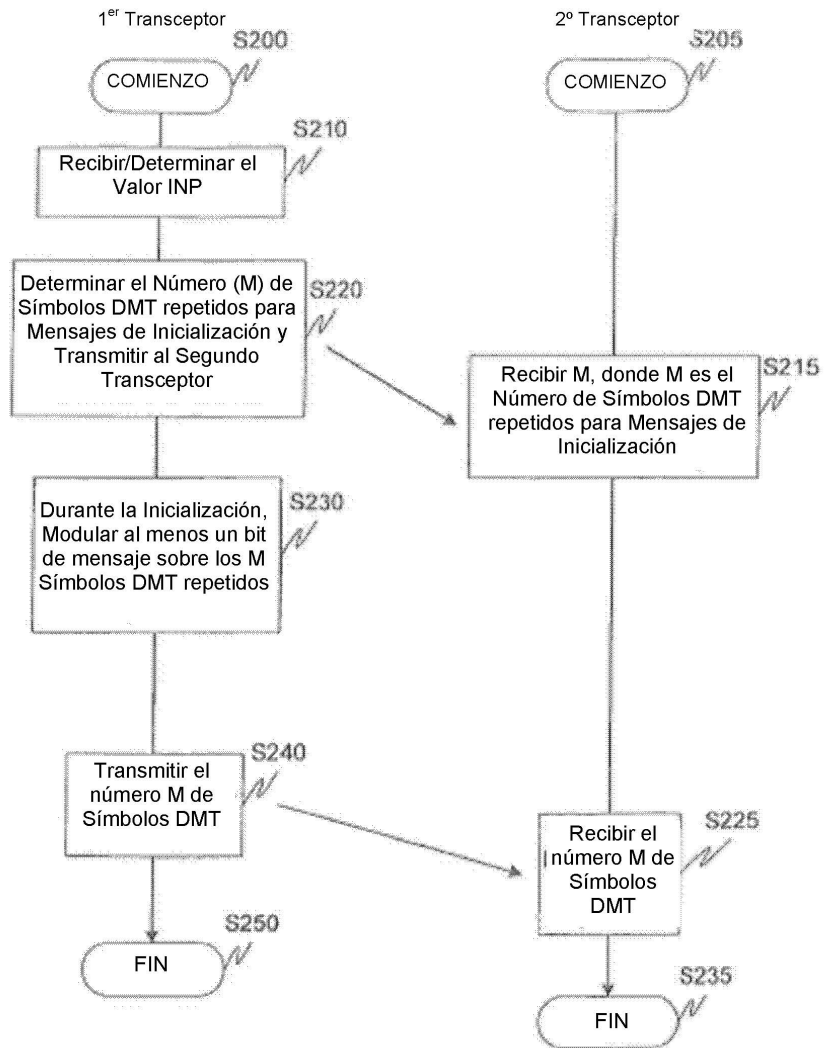 1er Transceptor
2º Transceptor
S200
S205
COMIENZO
COMIENZO
S210
Recibir/Determinar el
Valor INP
S220
Determinar el Número (M) de
Símbolos DMT repetidos para
Mensajes de Inicialización y
Transmitir al Segundo
Transceptor
S215
Recibir M, donde M es el
Número de Símbolos DMT
repetidos para Mensajes de
Inicialización
S230
Durante la Inicialización,
Modular al menos un bit
de mensaje sobre los M
Símbolos DMT repetidos
S240
Transmitir el
número M de
Símbolos DMT
S225
Recibir el
número M de
Símbolos
DMT
S250
FIN
S235
FIN